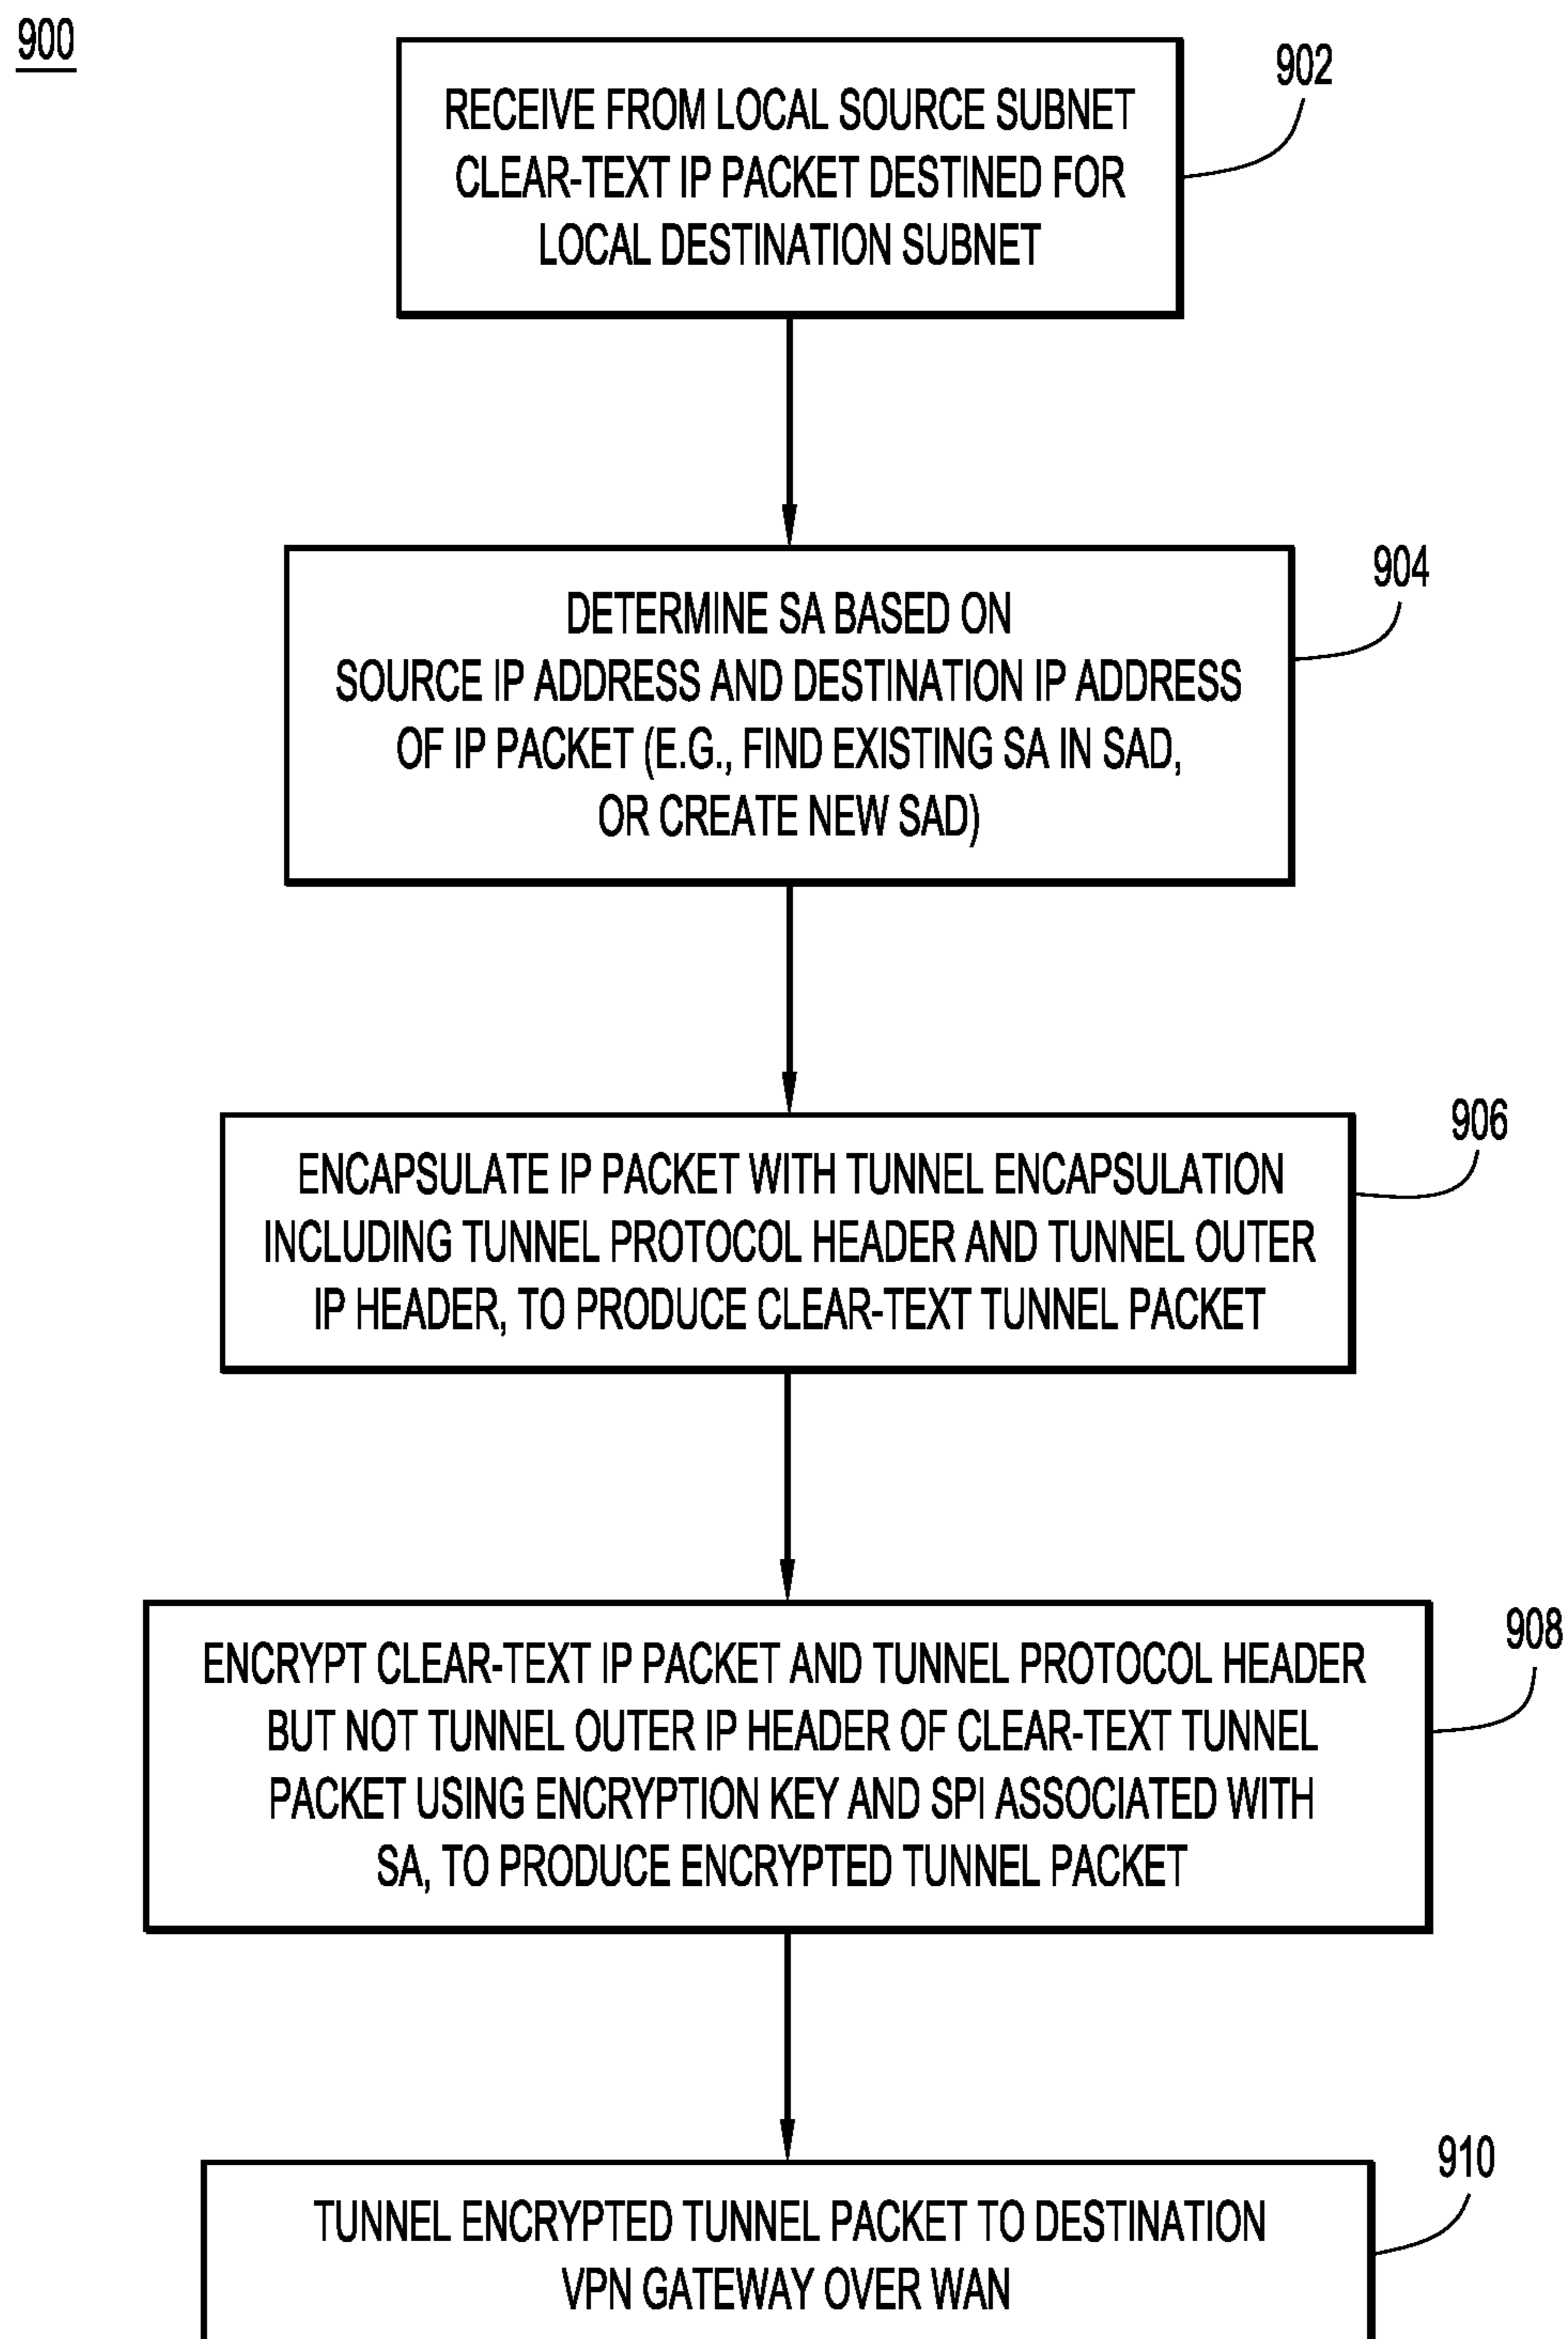 900
902
RECEIVE FROM LOCAL SOURCE SUBNET
CLEAR-TEXT IP PACKET DESTINED FOR
LOCAL DESTINATION SUBNET
904
DETERMINE SA BASED ON
SOURCE IP ADDRESS AND DESTINATION IP ADDRESS
OF IP PACKET (E.G., FIND EXISTING SA IN SAD,
OR CREATE NEW SAD)
906
ENCAPSULATE IP PACKET WITH TUNNEL ENCAPSULATION
INCLUDING TUNNEL PROTOCOL HEADER AND TUNNEL OUTER
IP HEADER, TO PRODUCE CLEAR-TEXT TUNNEL PACKET
908
ENCRYPT CLEAR-TEXT IP PACKET AND TUNNEL PROTOCOL HEADER
BUT NOT TUNNEL OUTER IP HEADER OF CLEAR-TEXT TUNNEL
PACKET USING ENCRYPTION KEY AND SPI ASSOCIATED WITH
SA, TO PRODUCE ENCRYPTED TUNNEL PACKET
910
TUNNEL ENCRYPTED TUNNEL PACKET TO DESTINATION
VPN GATEWAY OVER WAN